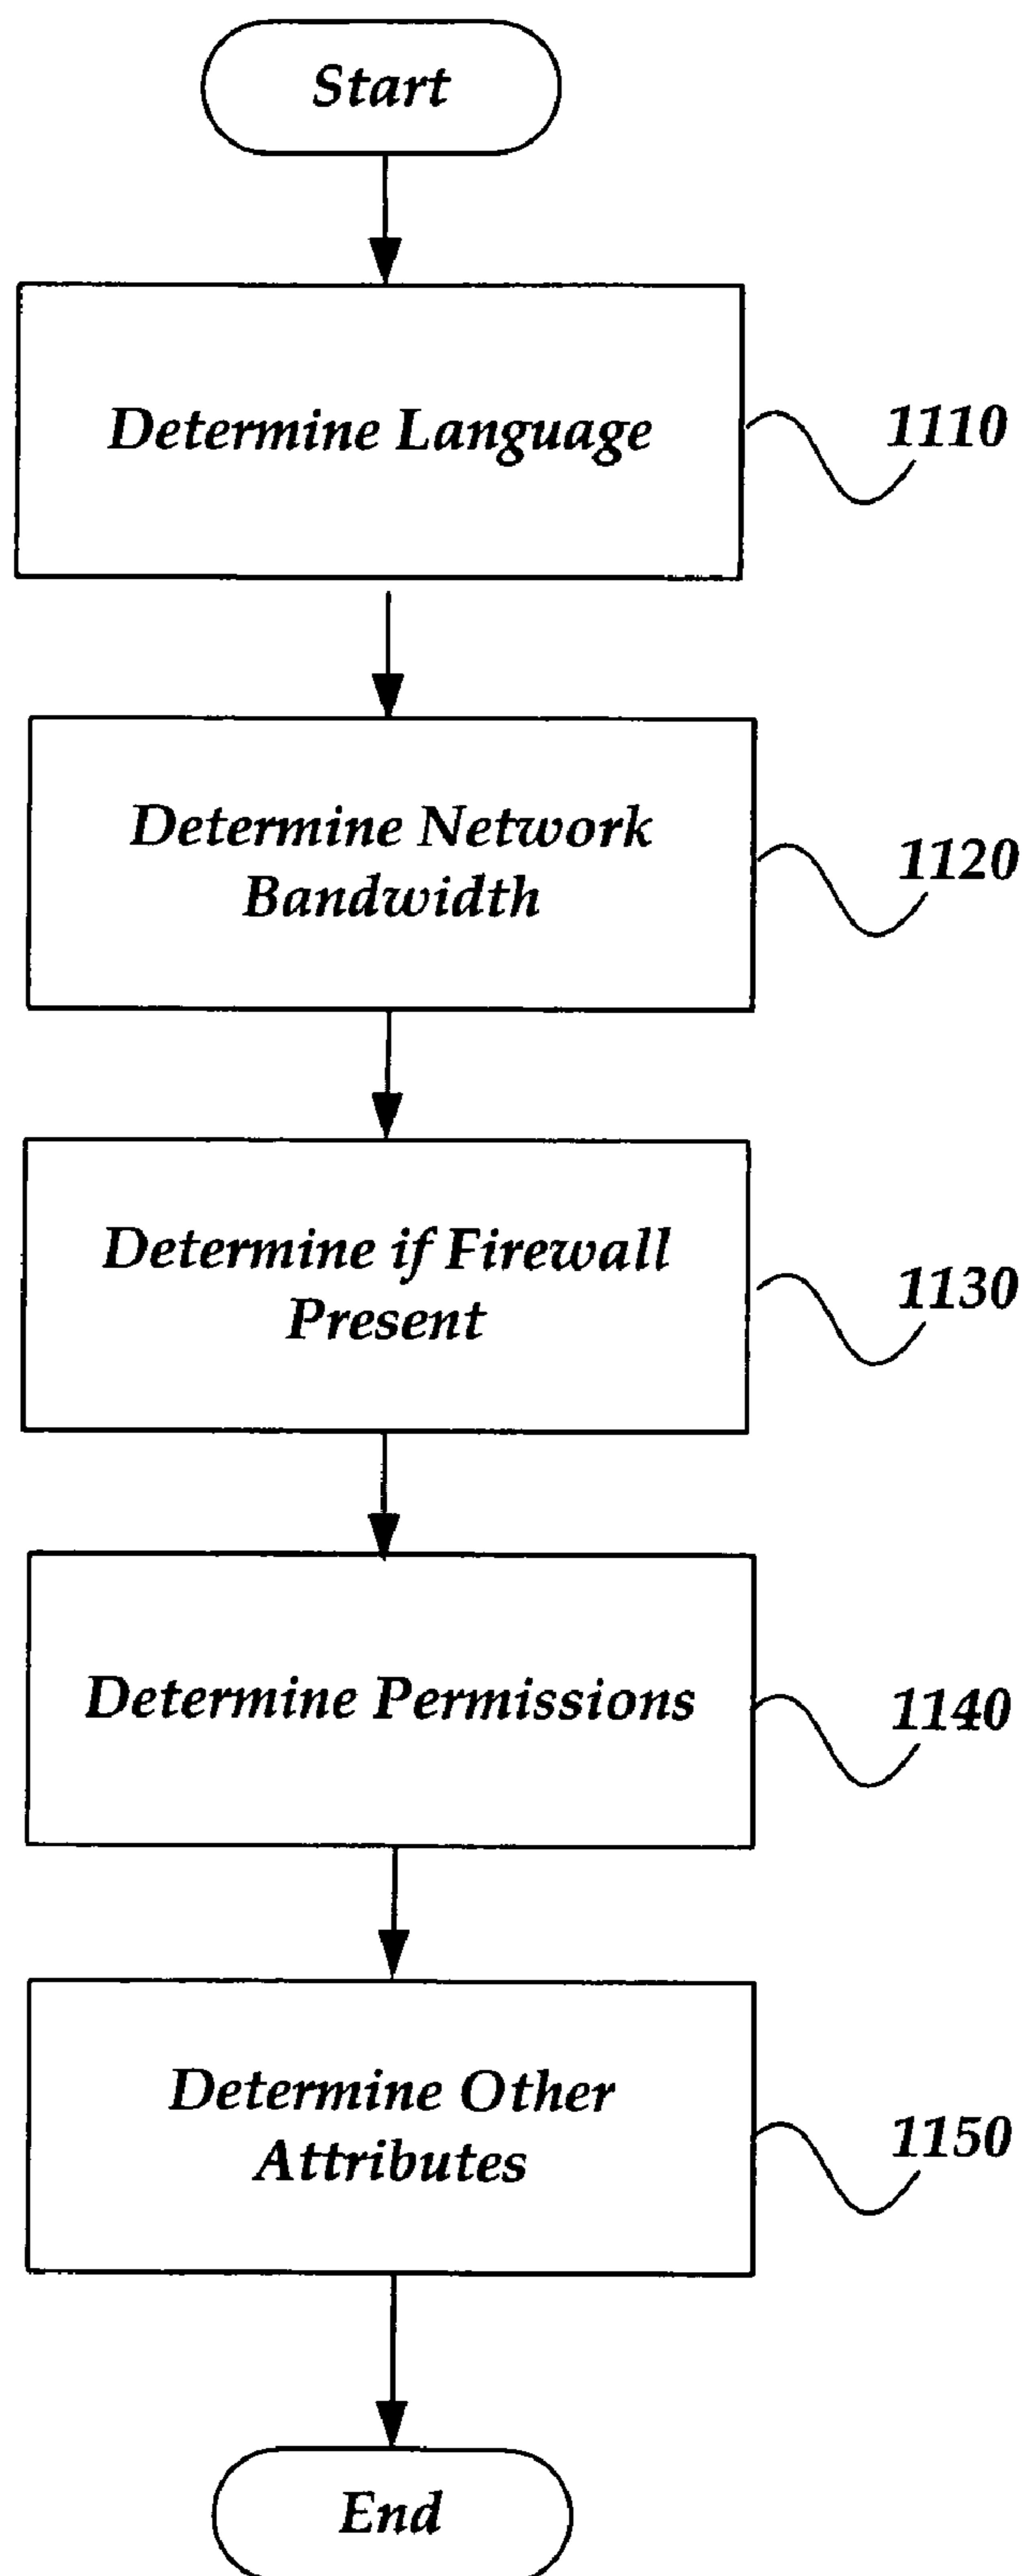 Start
Determine Language
1110
Determine Network
Bandwidth
1120
Determine if Firewall
Present
1130
Determine Permissions
1140
Determine Other
Attributes
1150
End